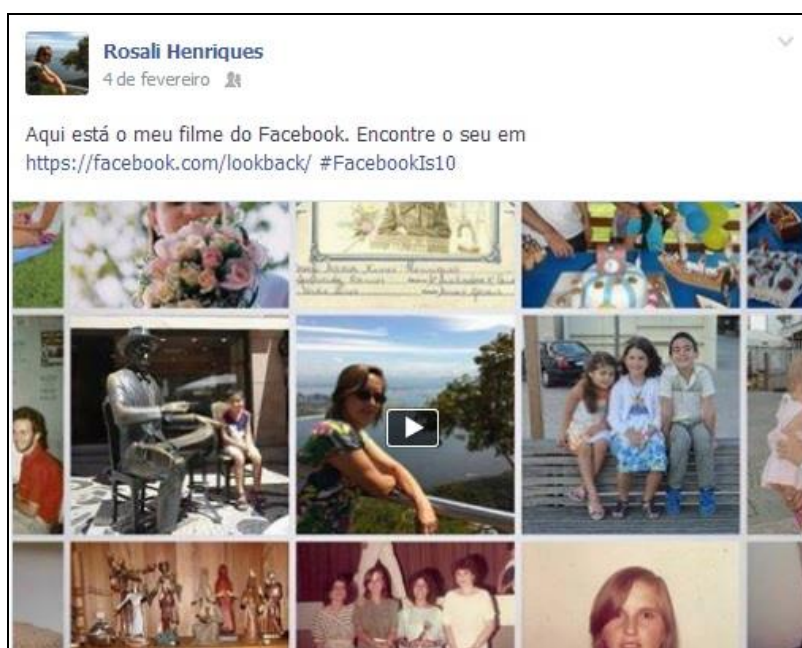 Rosali Henriques
4 de fevereiro
Aqui está o meu filme do Facebook. Encontre o seu em
https://facebook.com/lookback/ #FacebookIs10